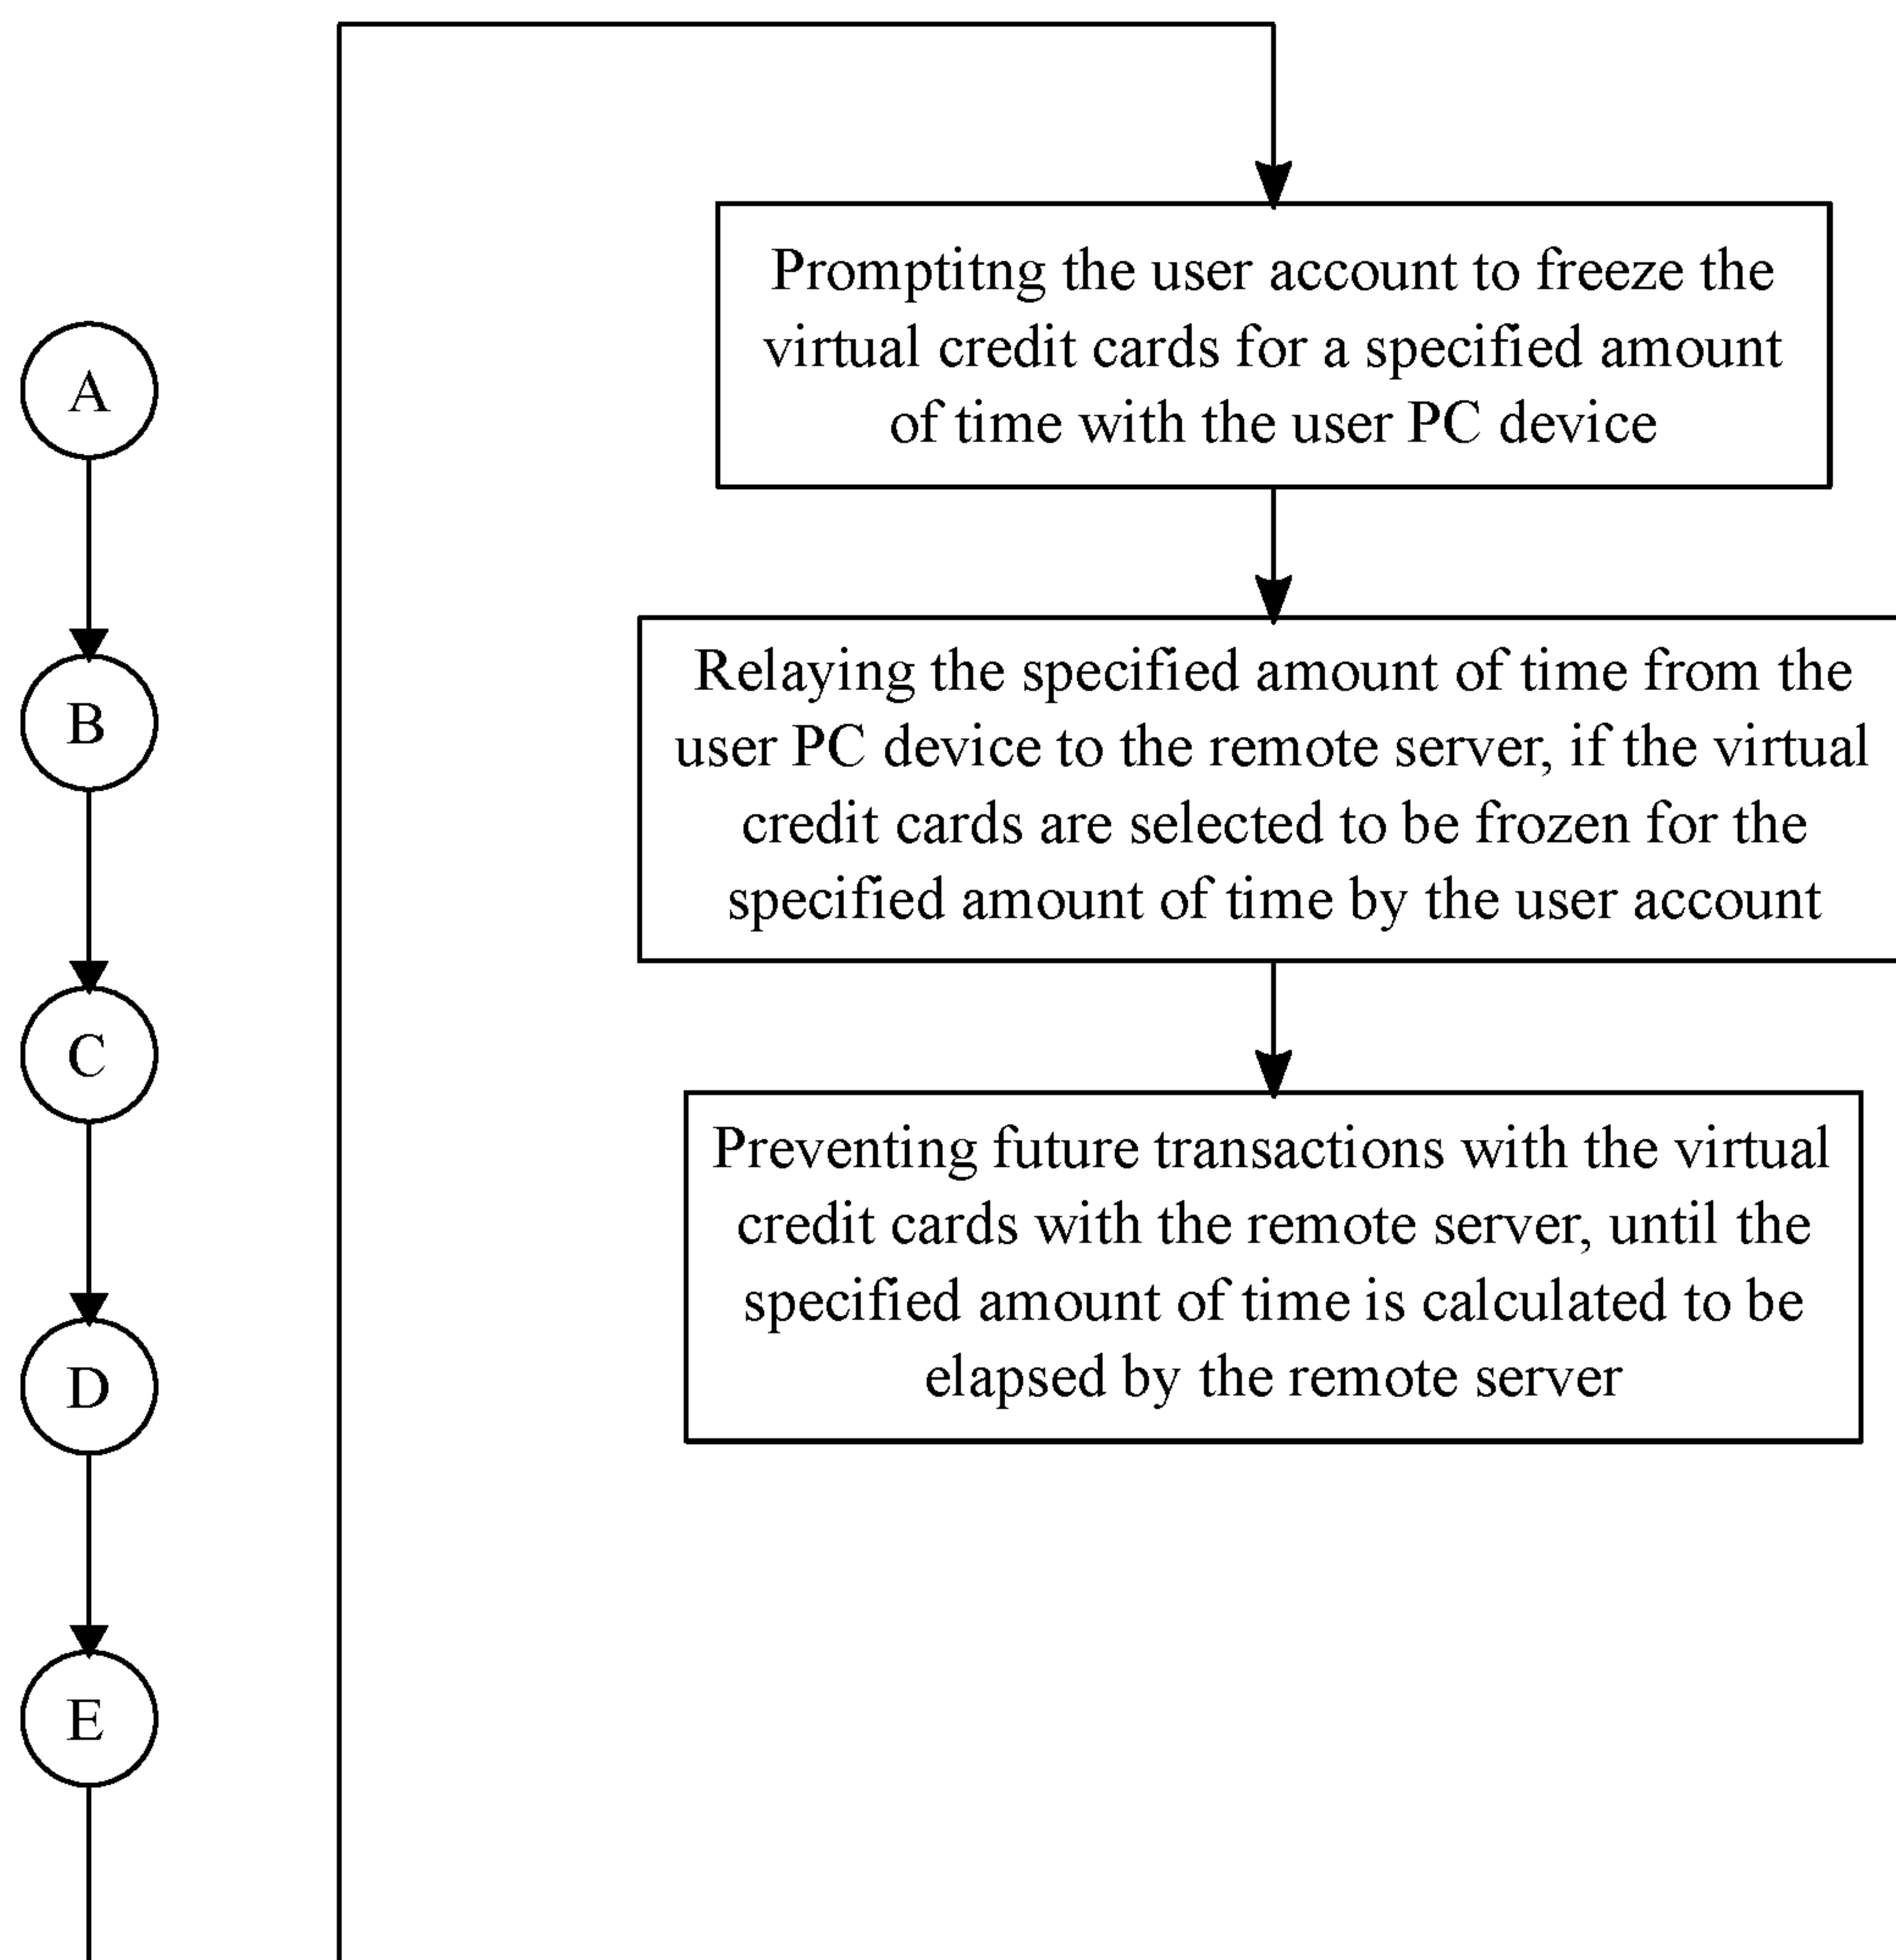 A
B
C
D
E
Promptitng the user account to freeze the
virtual credit cards for a specified amount
of time with the user PC device
Relaying the specified amount of time from the
user PC device to the remote server, if the virtual
credit cards are selected to be frozen for the
specified amount of time by the user account
Preventing future transactions with the virtual
credit cards with the remote server, until the
specified amount of time is calculated to be
elapsed by the remote server